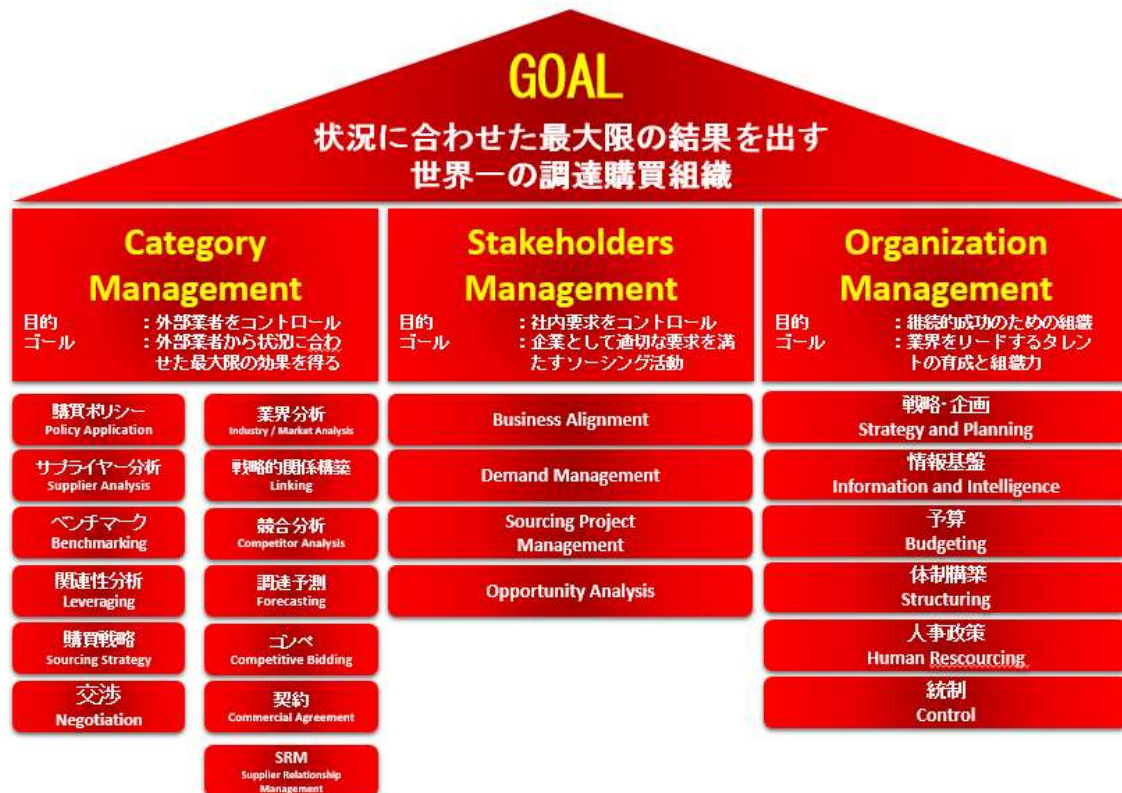 GOAL
状況に合わせた最大限の結果を出す
世界一の調達購買組織
Category
Management
目的 :外部業者をコントロール
ゴール :外部業者から状況に合わ
せた最大限の効果を得る
購買ポリシー
Policy Application
サプライヤー分析
Supplier Analysis
ベンチマーク
Benchmarking
関連性分析
Leveraging
購買戦略
Sourcing Strategy
交渉
Negotiation
業界分析
Industry / Market Analysis
戦略的関係構築
Linking
競合分析
Competitor Analysis
調達予測
Forecasting
コンペ
Competitive Bidding
契約
Commercial Agreement
SRM
Supplier Relationship
Management
Stakeholders
Management
目的 :社内要求をコントロール
ゴール :企業として適切な要求を満
たすソーシング活動
Business Alignment
Demand Management
Sourcing Project
Management
Opportunity Analysis
Organization
Management
目的 :継続的成功のための組織
ゴール :業界をリードするタレン
トの育成と組織力
戦略・企画
Strategy and Planning
情報基盤
Information and Intelligence
予算
Budgeting
体制構築
Structuring
人事政策
Human Rescourcing
統制
Control